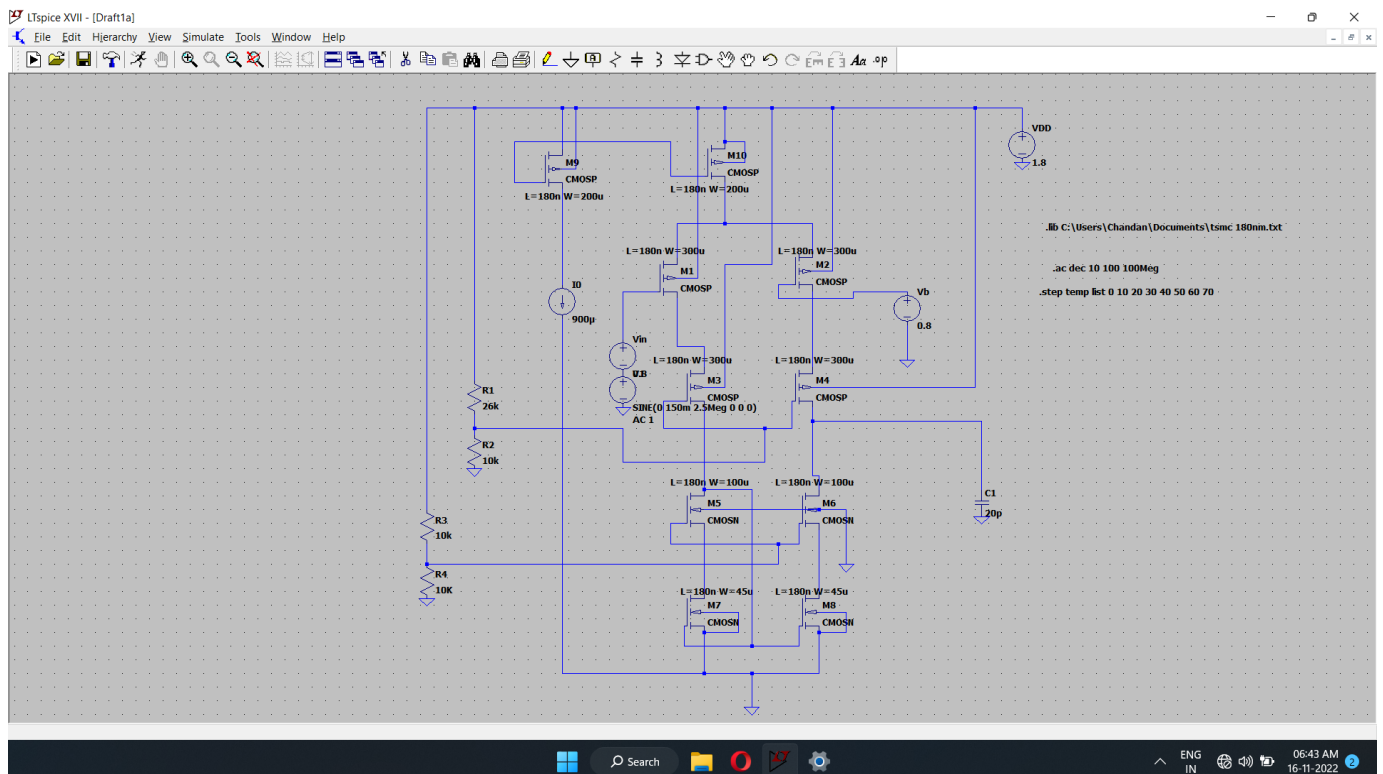 LTspice XVII - [Draft1a]
File Edit Hierarchy View Simulate Tools Window Help
VDD
1.8
M9
CMOSP
L=180n W=200u
M10
CMOSP
L=180n W=200u
.lib C:\Users\Chandan\Documents\tsmc 180nm.txt
.ac dec 10 100 100Meg
.step temp list 0 10 20 30 40 50 60 70
L=180n W=300u
M1
CMOSP
L=180n W=300u
M2
CMOSP
I0
900µ
Vb
0.8
Vin
L=180n W=300u
M3
CMOSP
L=180n W=300u
M4
CMOSP
SINE(0 150m 2.5Meg 0 0 0)
AC 1
R1
26k
R2
10k
L=180n W=100u
M5
CMOSN
L=180n W=100u
M6
CMOSN
C1
20p
R3
10k
R4
10K
L=180n W=45u
M7
CMOSN
L=180n W=45u
M8
CMOSN
Search
ENG
IN
06:43 AM
16-11-2022
2